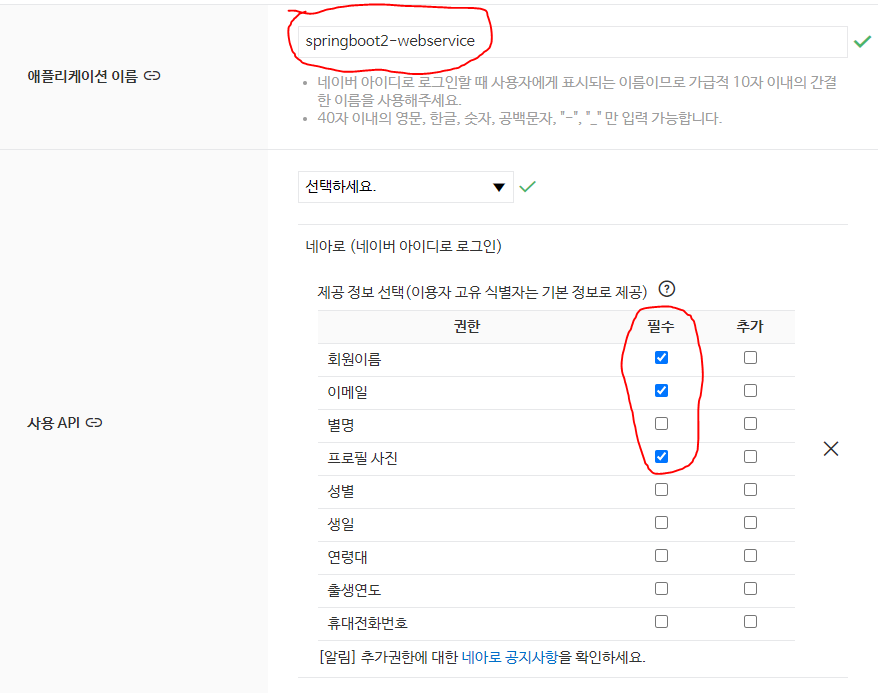 애플리케이션 이름
springboot2-webservice
네이버 아이디로 로그인할 때 사용자에게 표시되는 이름이므로 가급적 10자 이내의 간결
한 이름을 사용해주세요.
40자 이내의 영문, 한글, 숫자, 공백문자, "-", "_" 만 입력 가능합니다.
사용 API
선택하세요.
네아로 (네이버 아이디로 로그인)
제공 정보 선택(이용자 고유 식별자는 기본 정보로 제공) ?
권한 필수 추가
회원이름
이메일
별명
프로필 사진
성별
생일
연령대
출생연도
휴대전화번호
[알림] 추가권한에 대한 네아로 공지사항을 확인하세요.